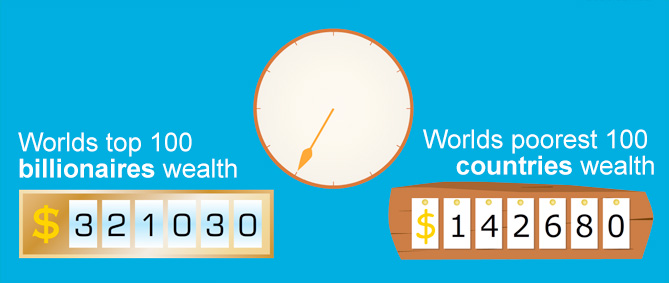 Worlds top 100
billionaires wealth
$ 321030
Worlds poorest 100
countries wealth
$ 142680